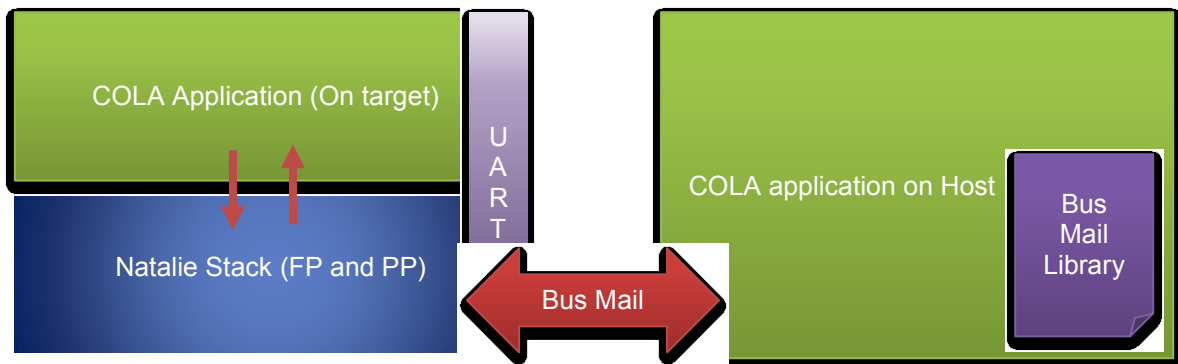 COLA Application (On target)
Natalie Stack (FP and PP)
U
A
R
T
Bus Mail
COLA application on Host
Bus
Mail
Library